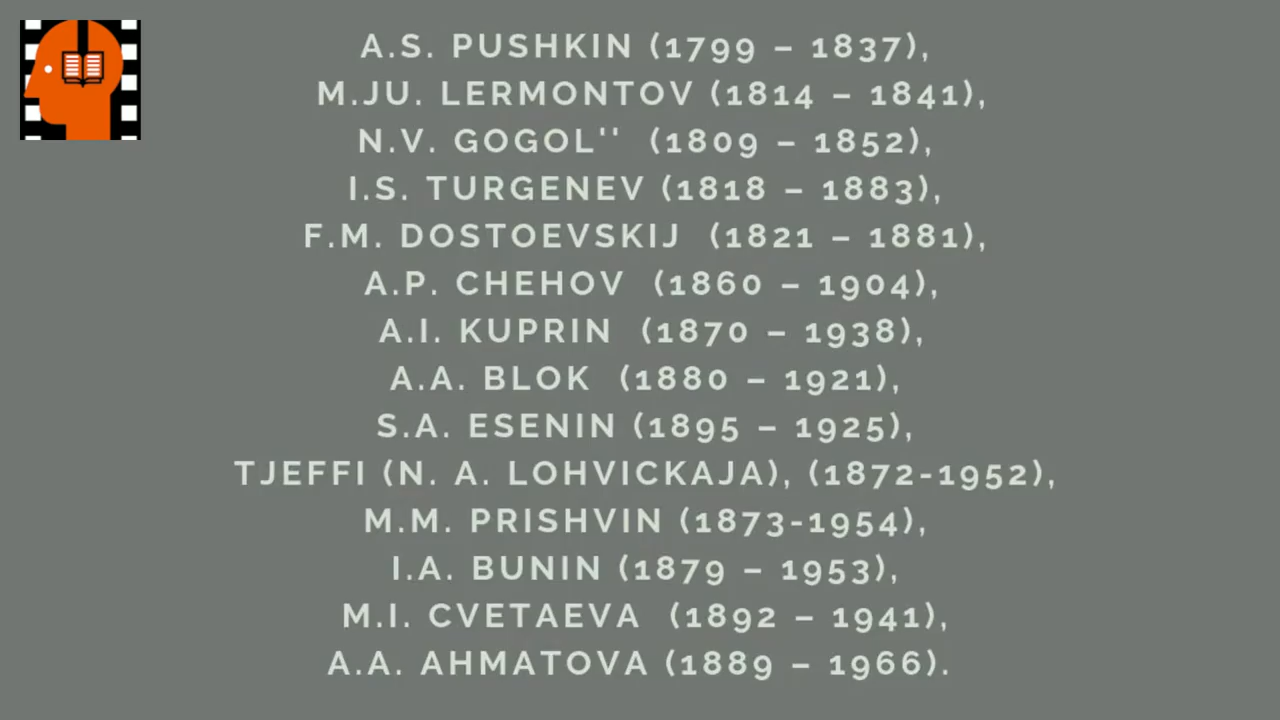 A.S. PUSHKIN (1799 – 1837),
M.JU. LERMONTOV (1814 – 1841),
N.V. GOGOL'' (1809 – 1852),
I.S. TURGENEV (1818 – 1883),
F.M. DOSTOEVSKIJ (1821 – 1881),
A.P. CHEHOV (1860 – 1904),
A.I. KUPRIN (1870 – 1938),
A.A. BLOK (1880 – 1921),
S.A. ESENIN (1895 – 1925),
TJEFFI (N. A. LOHVICKAJA), (1872-1952),
M.M. PRISHVIN (1873-1954),
I.A. BUNIN (1879 – 1953),
M.I. CVETAEVA (1892 – 1941),
A.A. AHMATOVA (1889 – 1966).